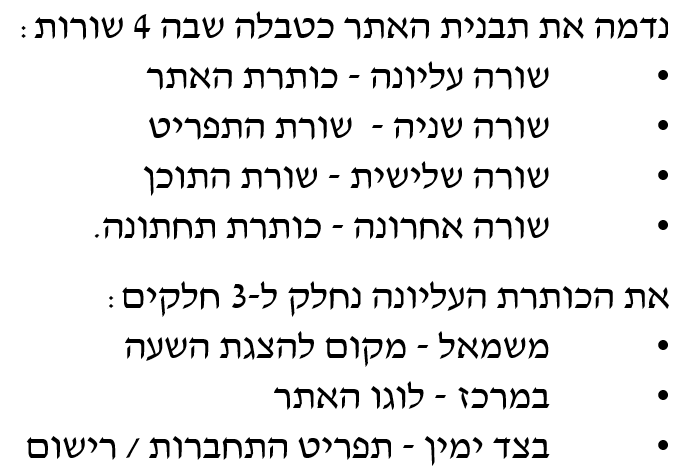 נדמה את תבנית האתר כטבלה שבה 4 שורות:
• שורה עליונה - כותרת האתר
• שורה שניה - שורת התפריט
• שורה שלישית - שורת התוכן
• שורה אחרונה - כותרת תחתונה.
את הכותרת העליונה נחלק ל-3 חלקים:
• משמאל - מקום להצגת השעה
• במרכז - לוגו האתר
• בצד ימין - תפריט התחברות / רישום